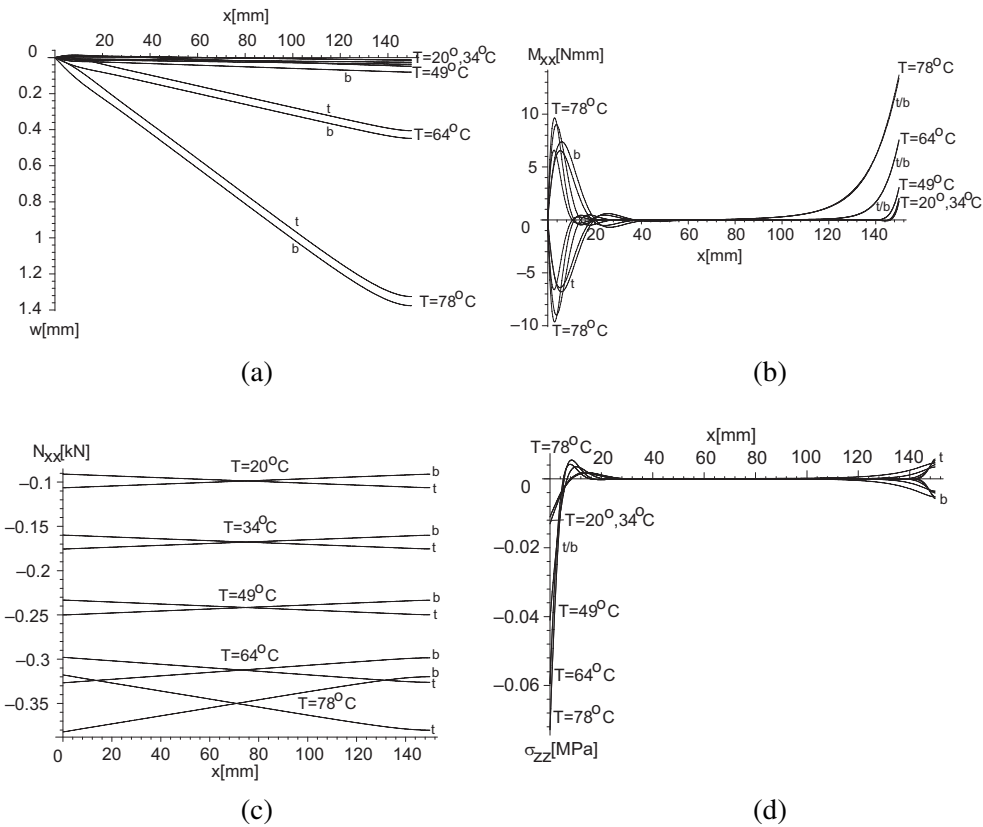 x[mm]
20 40 60 80 100 120 140
0
0.2
0.4
0.6
0.8
1
1.2
1.4
w[mm]
T=20°,34°C
T=49°C
b
t
b
T=64°C
t
b
T=78°C
(a)
M_xx[Nmm]
10
5
0
−5
−10
T=78°C
T=78°C
t/b
b
T=64°C
t/b
T=49°C
t/b
T=20°,34°C
20 40 60 80 100 120 140
x[mm]
t
T=78°C
(b)
N_xx[kN]
−0.1
−0.15
−0.2
−0.25
−0.3
−0.35
T=20°C
b
t
T=34°C
b
t
T=49°C
b
t
T=64°C
b
b
t
T=78°C
t
0 20 40 60 80 100 120 140
x[mm]
(c)
x[mm]
T=78°C
20 40 60 80 100 120 140
t
b
0
−0.02
−0.04
−0.06
T=20°,34°C
t/b
T=49°C
T=64°C
T=78°C
σ_zz[MPa]
(d)